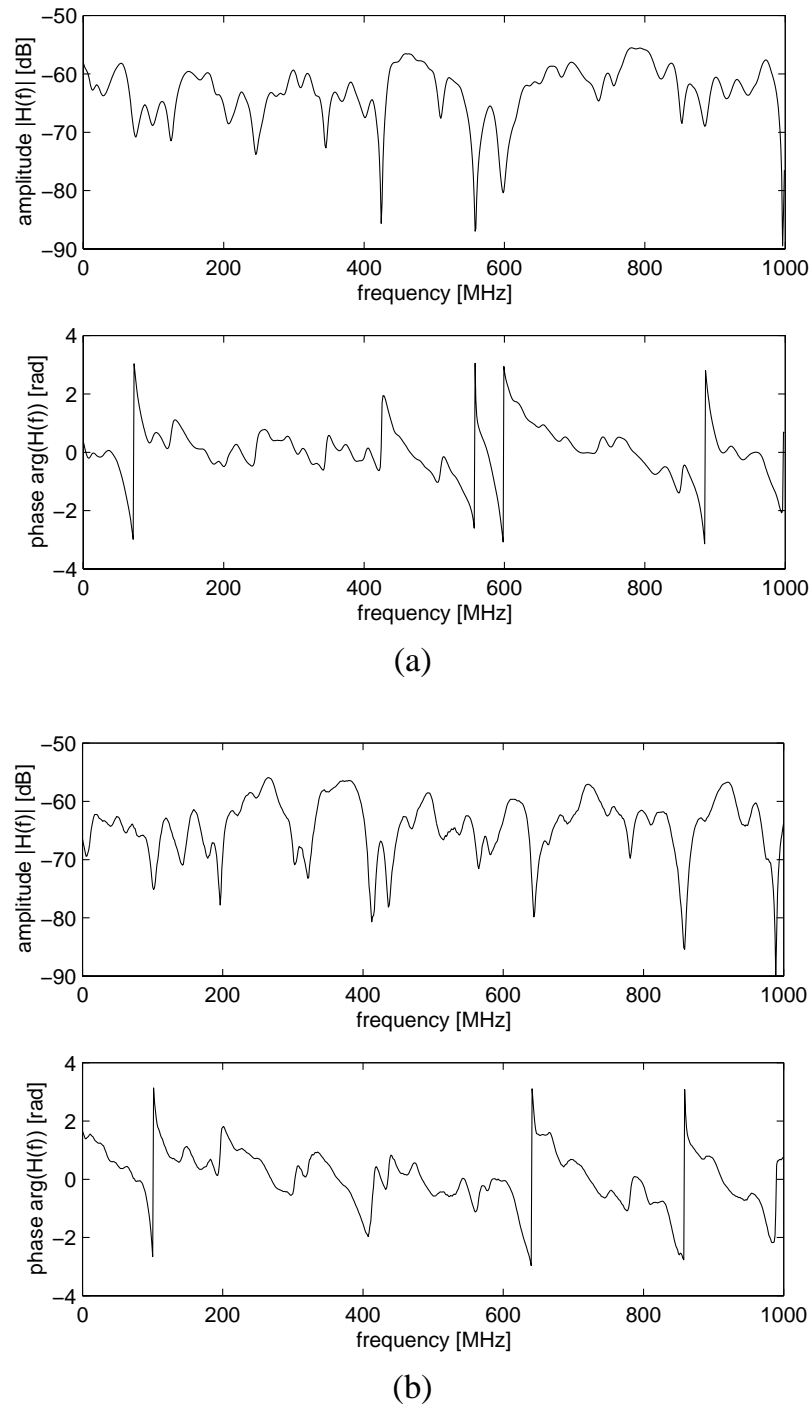 −50
−60
−70
−80
−90
amplitude |H(f)| [dB]
0 200 400 600 800 1000
frequency [MHz]
4
2
0
−2
−4
phase arg(H(f)) [rad]
0 200 400 600 800 1000
frequency [MHz]
(a)
−50
−60
−70
−80
−90
amplitude |H(f)| [dB]
0 200 400 600 800 1000
frequency [MHz]
4
2
0
−2
−4
phase arg(H(f)) [rad]
0 200 400 600 800 1000
frequency [MHz]
(b)